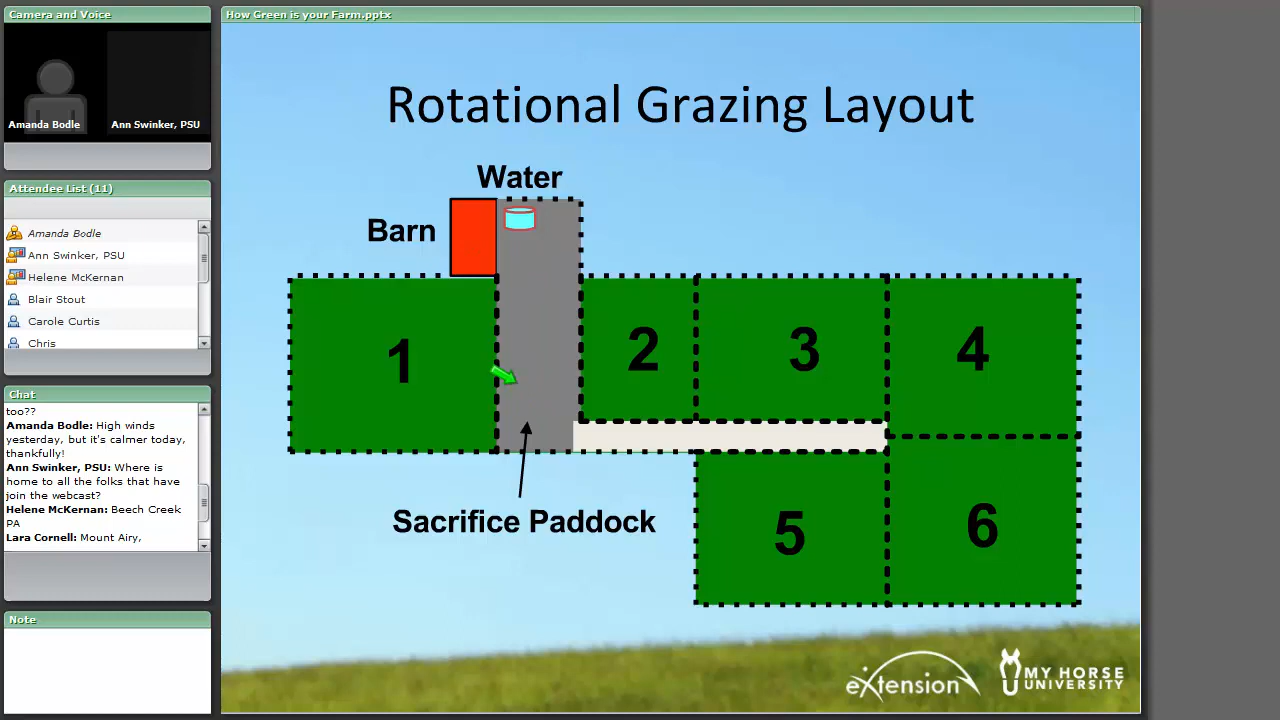 Camera and Voice
Amanda Bodle
Ann Swinker, PSU
Attendee List (11)
Amanda Bodle
Ann Swinker, PSU
Helene McKernan
Blair Stout
Carole Curtis
Chris
Chat
too??
Amanda Bodle: High winds
yesterday, but it's calmer today,
thankfully!
Ann Swinker, PSU: Where is
home to all the folks that have
join the webcast?
Helene McKernan: Beech Creek
PA
Lara Cornell: Mount Airy,
Note
How Green is your Farm.pptx
Rotational Grazing Layout
Water
Barn
1
2
3
4
Sacrifice Paddock
5
6
eXtension
MY HORSE
UNIVERSITY